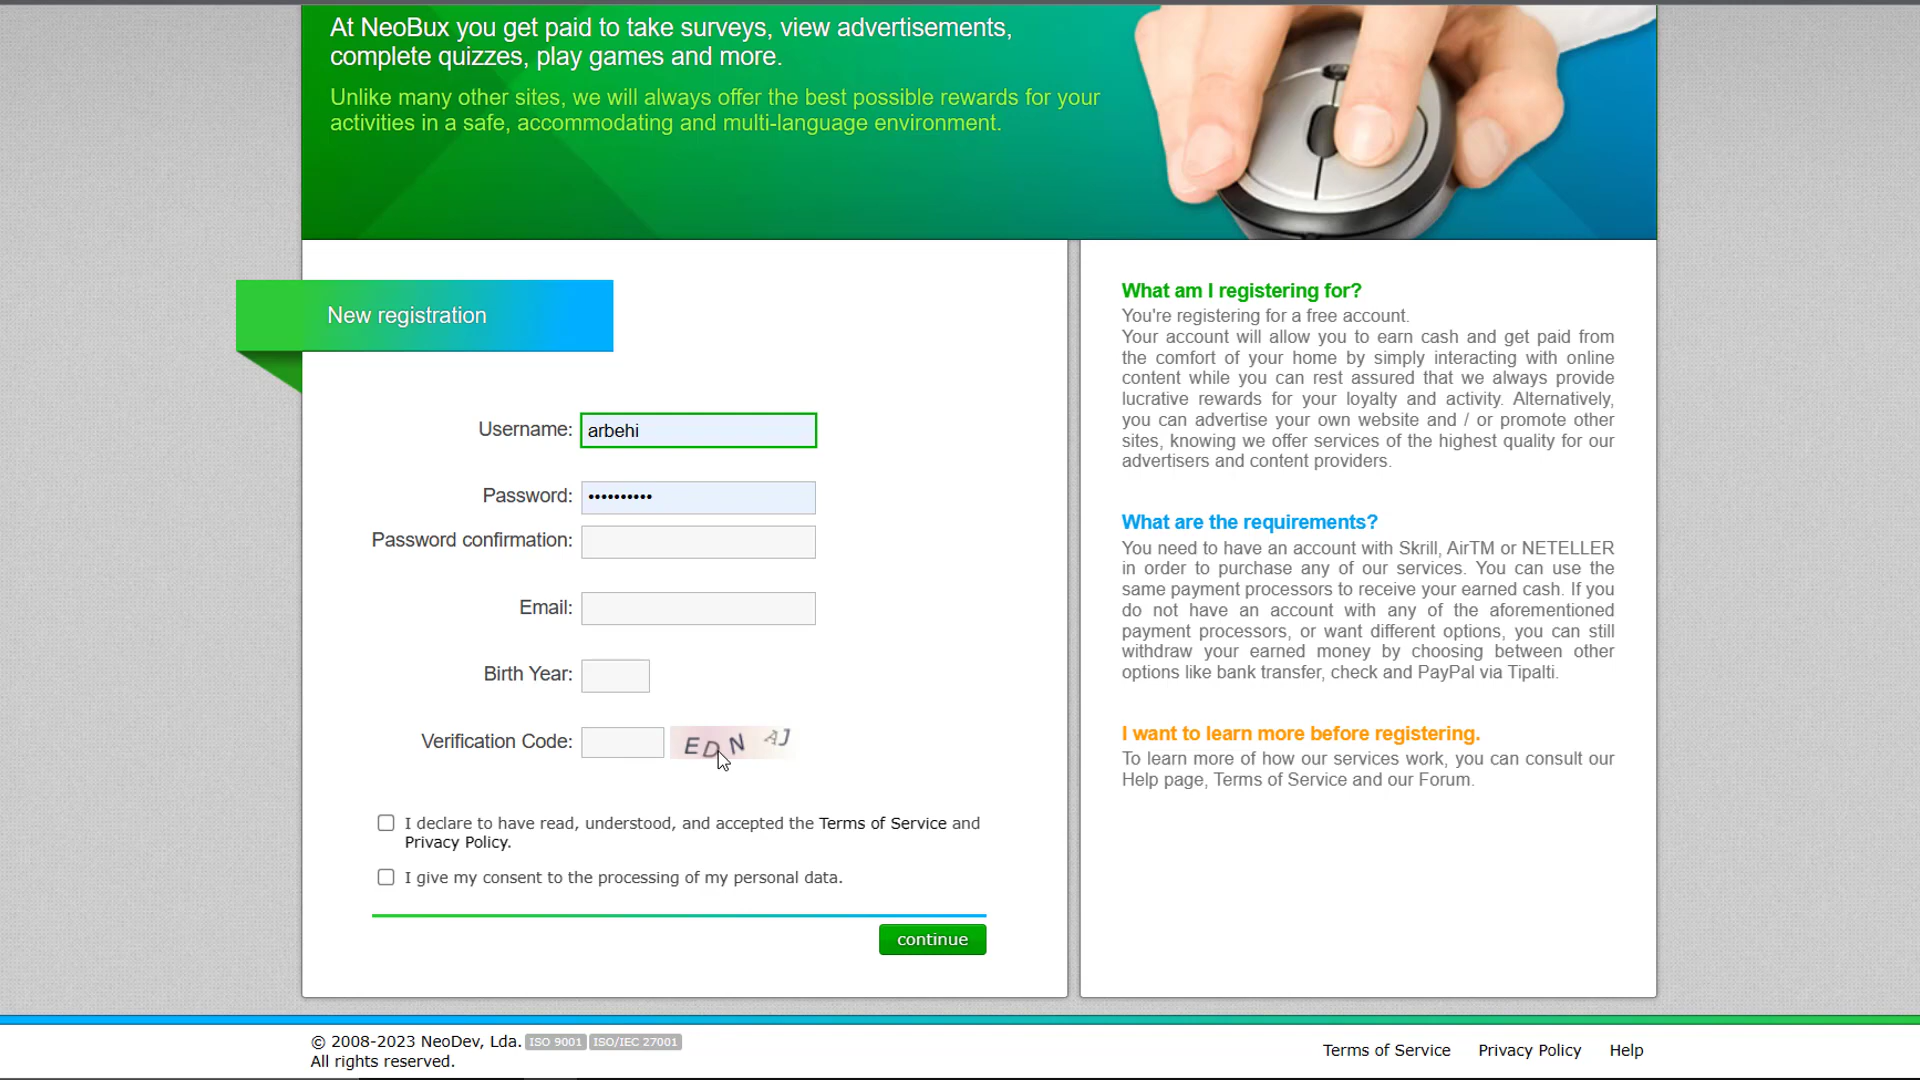 At NeoBux you get paid to take surveys, view advertisements,
complete quizzes, play games and more.
Unlike many other sites, we will always offer the best possible rewards for your
activities in a safe, accommodating and multi-language environment.
New registration
Username: arbehi
Password: ••••••••••
Password confirmation:
Email:
Birth Year:
Verification Code: EDNAJ
I declare to have read, understood, and accepted the Terms of Service and
Privacy Policy.
I give my consent to the processing of my personal data.
continue
What am I registering for?
You're registering for a free account.
Your account will allow you to earn cash and get paid from
the comfort of your home by simply interacting with online
content while you can rest assured that we always provide
lucrative rewards for your loyalty and activity. Alternatively,
you can advertise your own website and / or promote other
sites, knowing we offer services of the highest quality for our
advertisers and content providers.
What are the requirements?
You need to have an account with Skrill, AirTM or NETELLER
in order to purchase any of our services. You can use the
same payment processors to receive your earned cash. If you
do not have an account with any of the aforementioned
payment processors, or want different options, you can still
withdraw your earned money by choosing between other
options like bank transfer, check and PayPal via Tipalti.
I want to learn more before registering.
To learn more of how our services work, you can consult our
Help page, Terms of Service and our Forum.
© 2008-2023 NeoDev, Lda. ISO 9001 ISO/IEC 27001
All rights reserved.
Terms of Service Privacy Policy Help